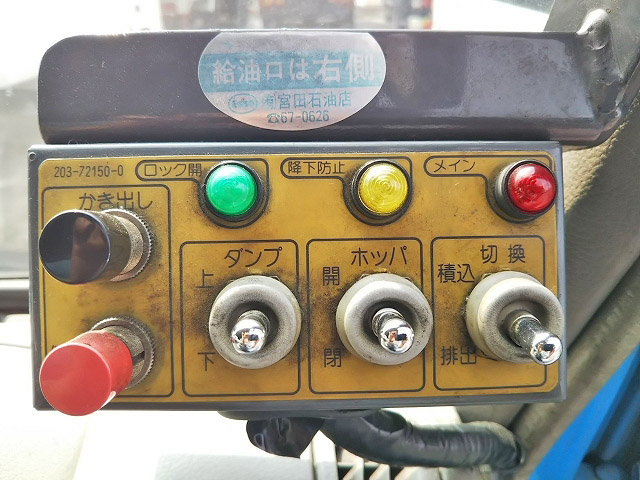 給油口は右側
宮田石油店
☎67-0626
203-72150-0
ロック開
降下防止
メイン
かき出し
ダンプ
上
下
ホッパ
開
閉
切換
積込
排出